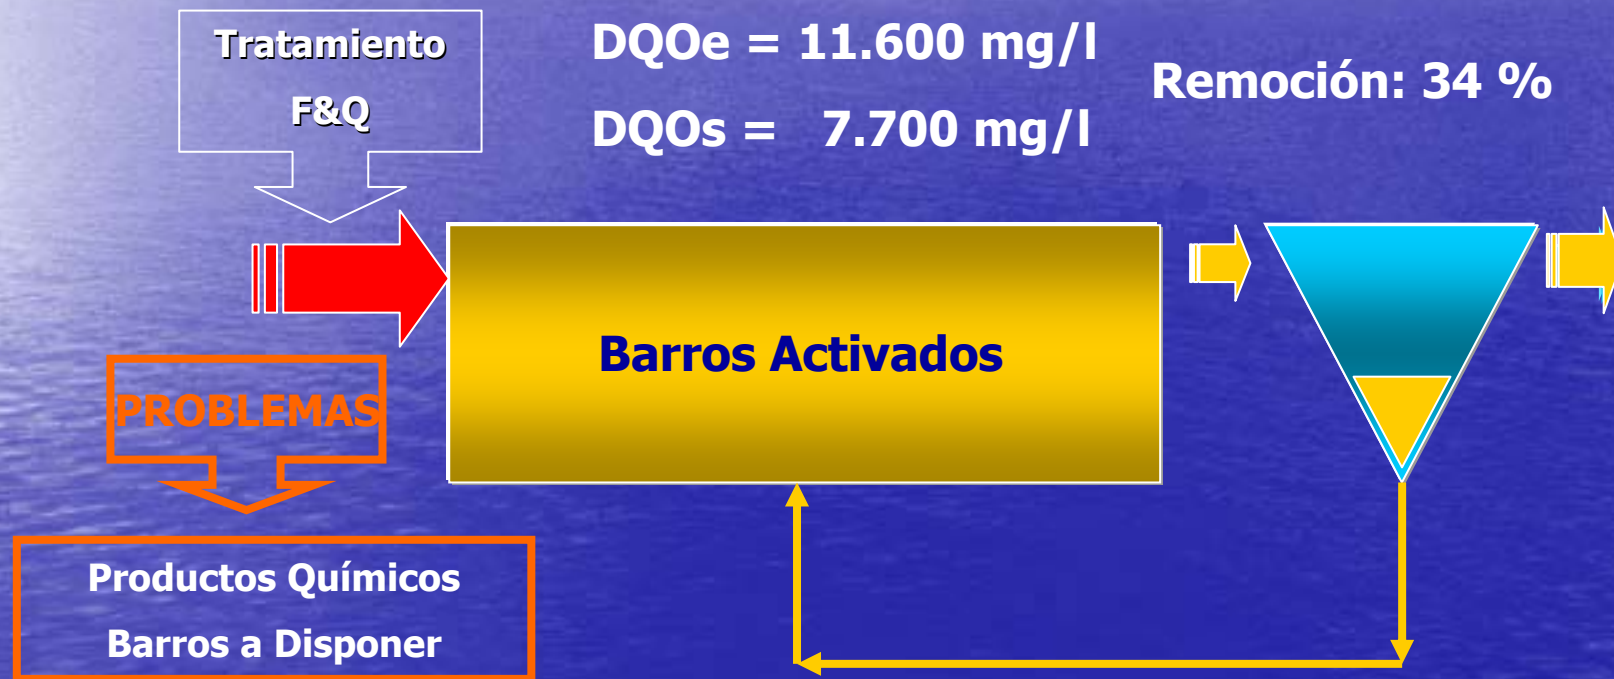 Tratamiento
F&Q
DQOe = 11.600 mg/l
DQOs = 7.700 mg/l
Remoción: 34 %
Barros Activados
PROBLEMAS
Productos Químicos
Barros a Disponer